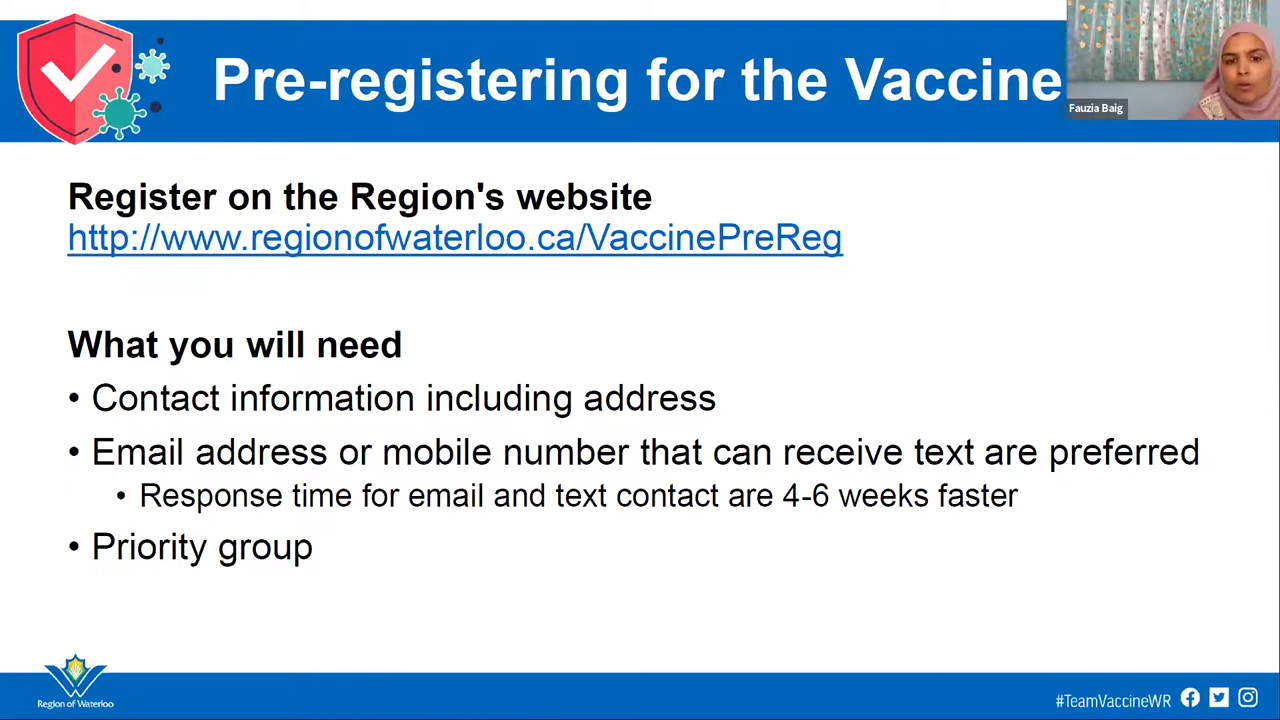 Pre-registering for the Vaccine
Fauzia Baig
Register on the Region's website
http://www.regionofwaterloo.ca/VaccinePreReg
What you will need
• Contact information including address
• Email address or mobile number that can receive text are preferred
• Response time for email and text contact are 4-6 weeks faster
• Priority group
Region of Waterloo
#TeamVaccineWR